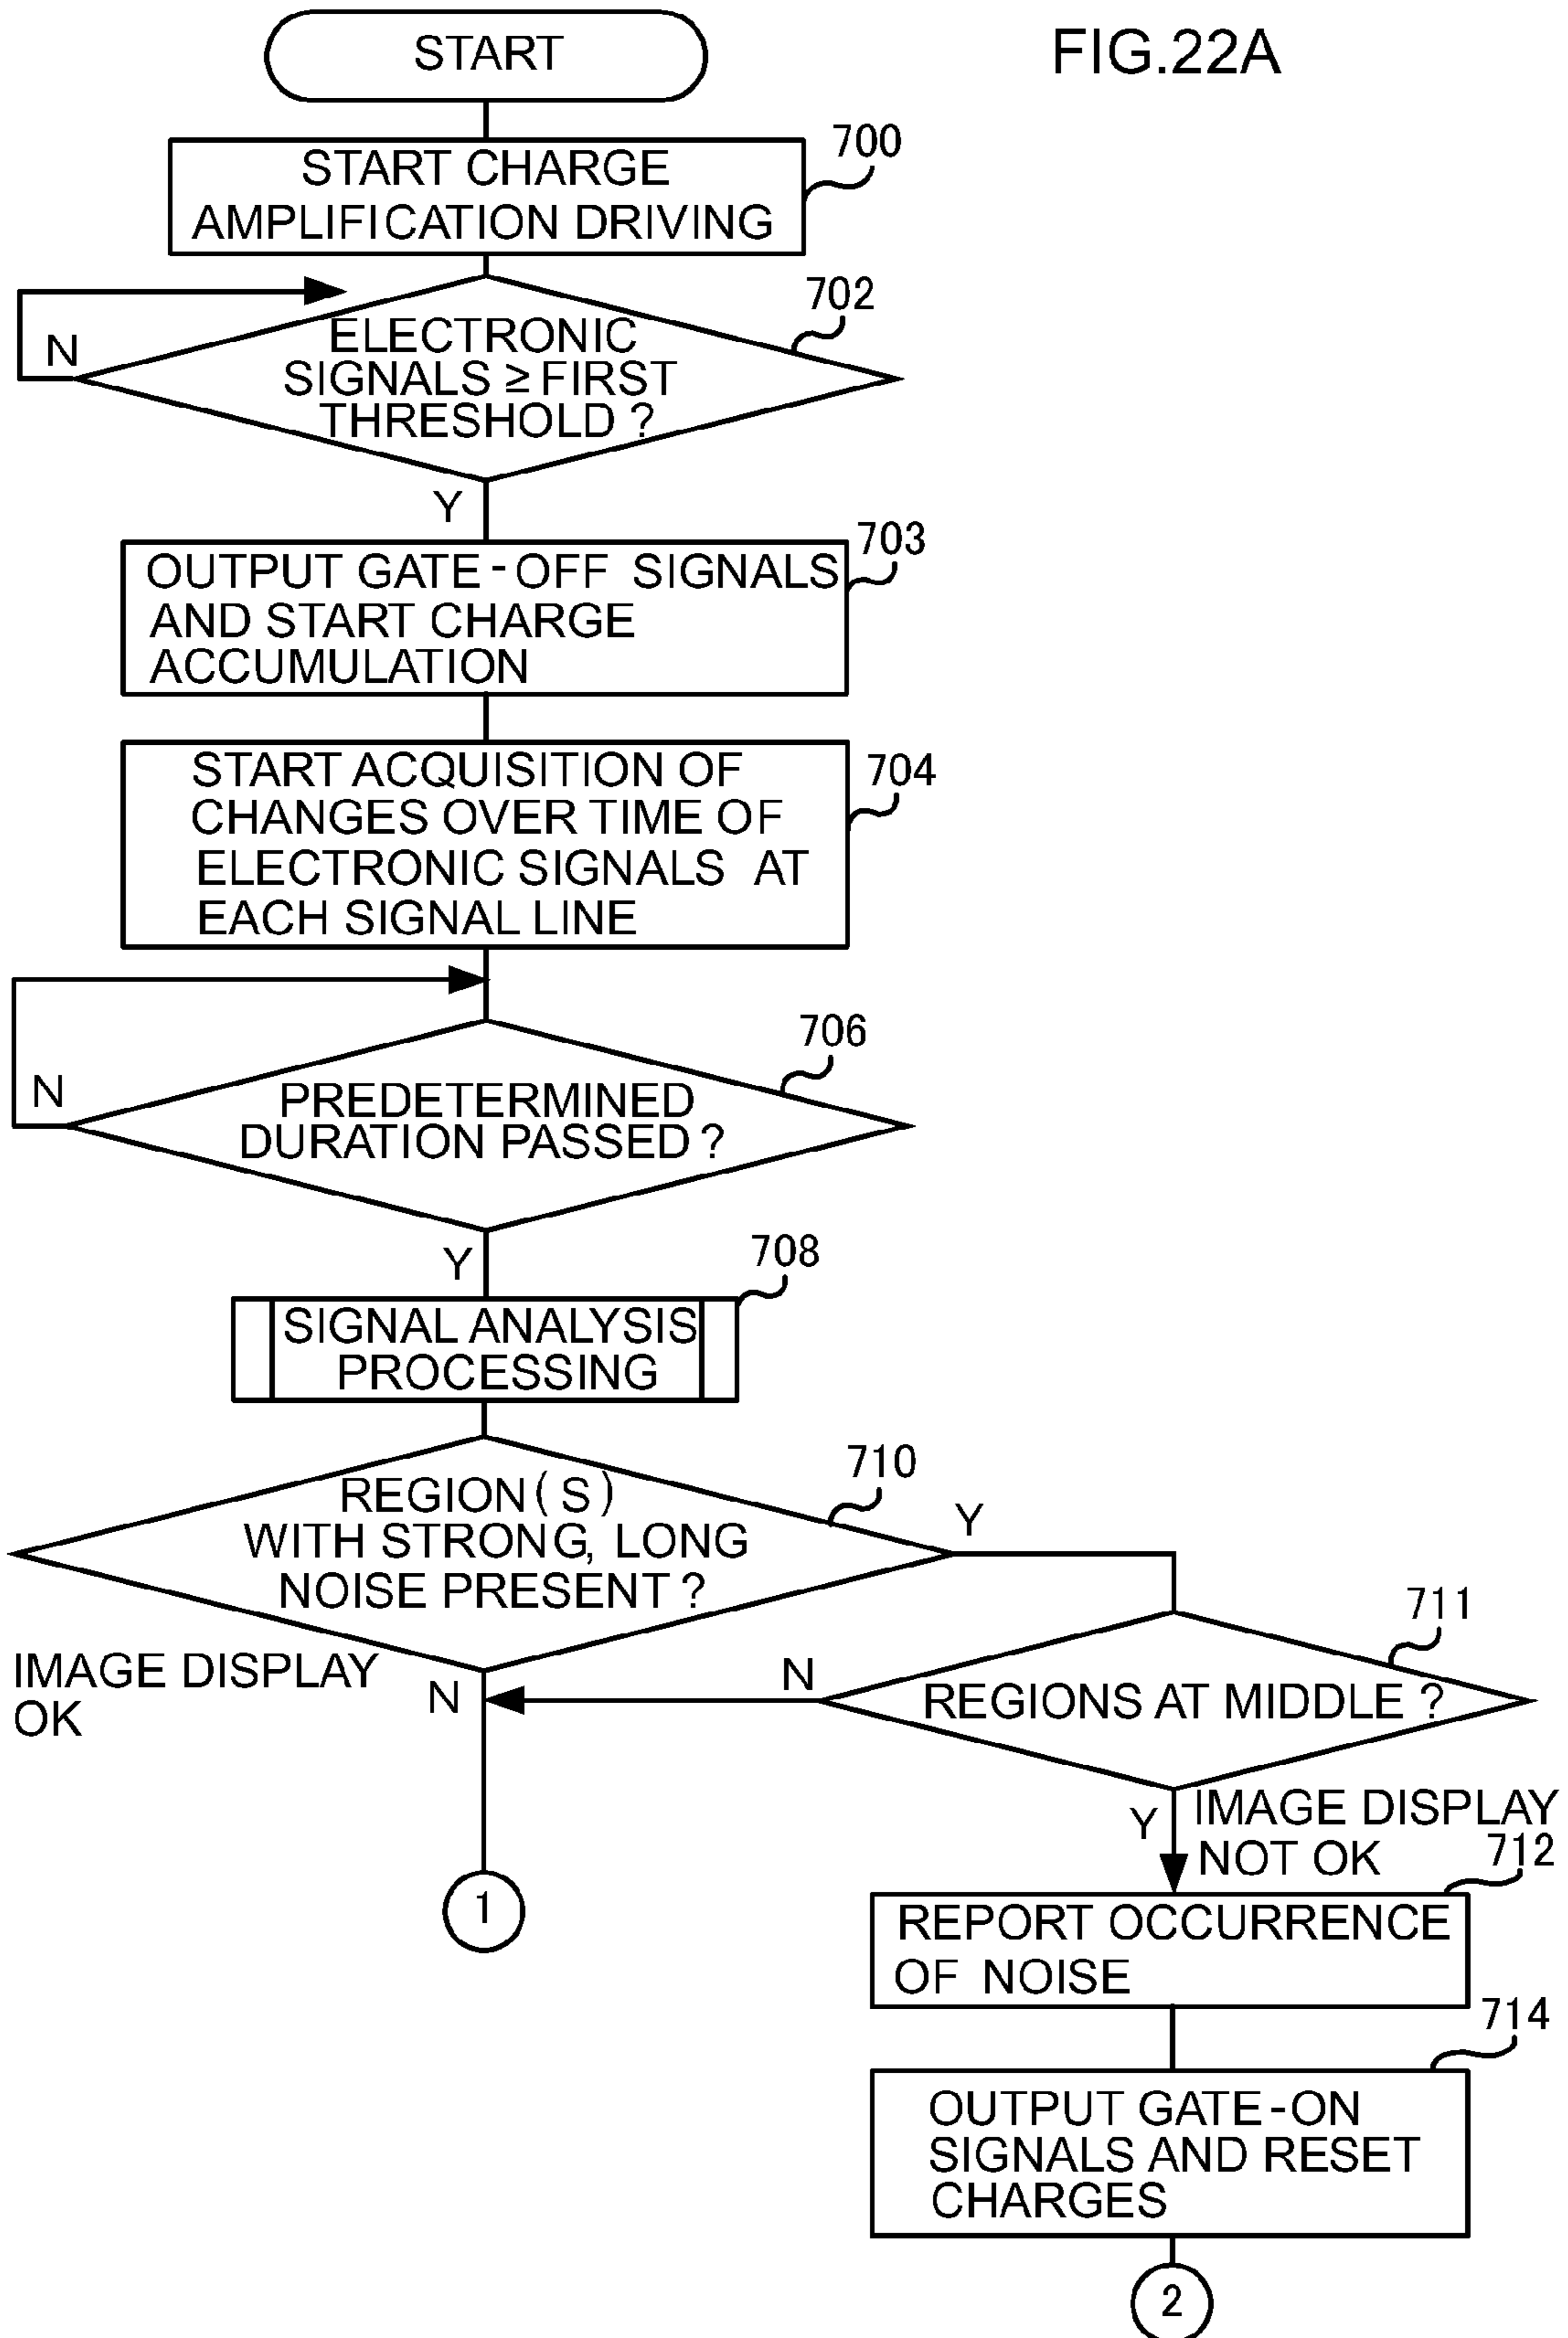 START
FIG.22A
700
START CHARGE
AMPLIFICATION DRIVING
702
N
ELECTRONIC
SIGNALS ≥ FIRST
THRESHOLD ?
Y
703
OUTPUT GATE-OFF SIGNALS
AND START CHARGE
ACCUMULATION
704
START ACQUISITION OF
CHANGES OVER TIME OF
ELECTRONIC SIGNALS AT
EACH SIGNAL LINE
706
N
PREDETERMINED
DURATION PASSED ?
Y
708
SIGNAL ANALYSIS
PROCESSING
710
REGION(S)
WITH STRONG, LONG
NOISE PRESENT ?
Y
711
IMAGE DISPLAY
OK
N
N
REGIONS AT MIDDLE ?
Y
IMAGE DISPLAY
NOT OK
712
1
REPORT OCCURRENCE
OF NOISE
714
OUTPUT GATE-ON
SIGNALS AND RESET
CHARGES
2